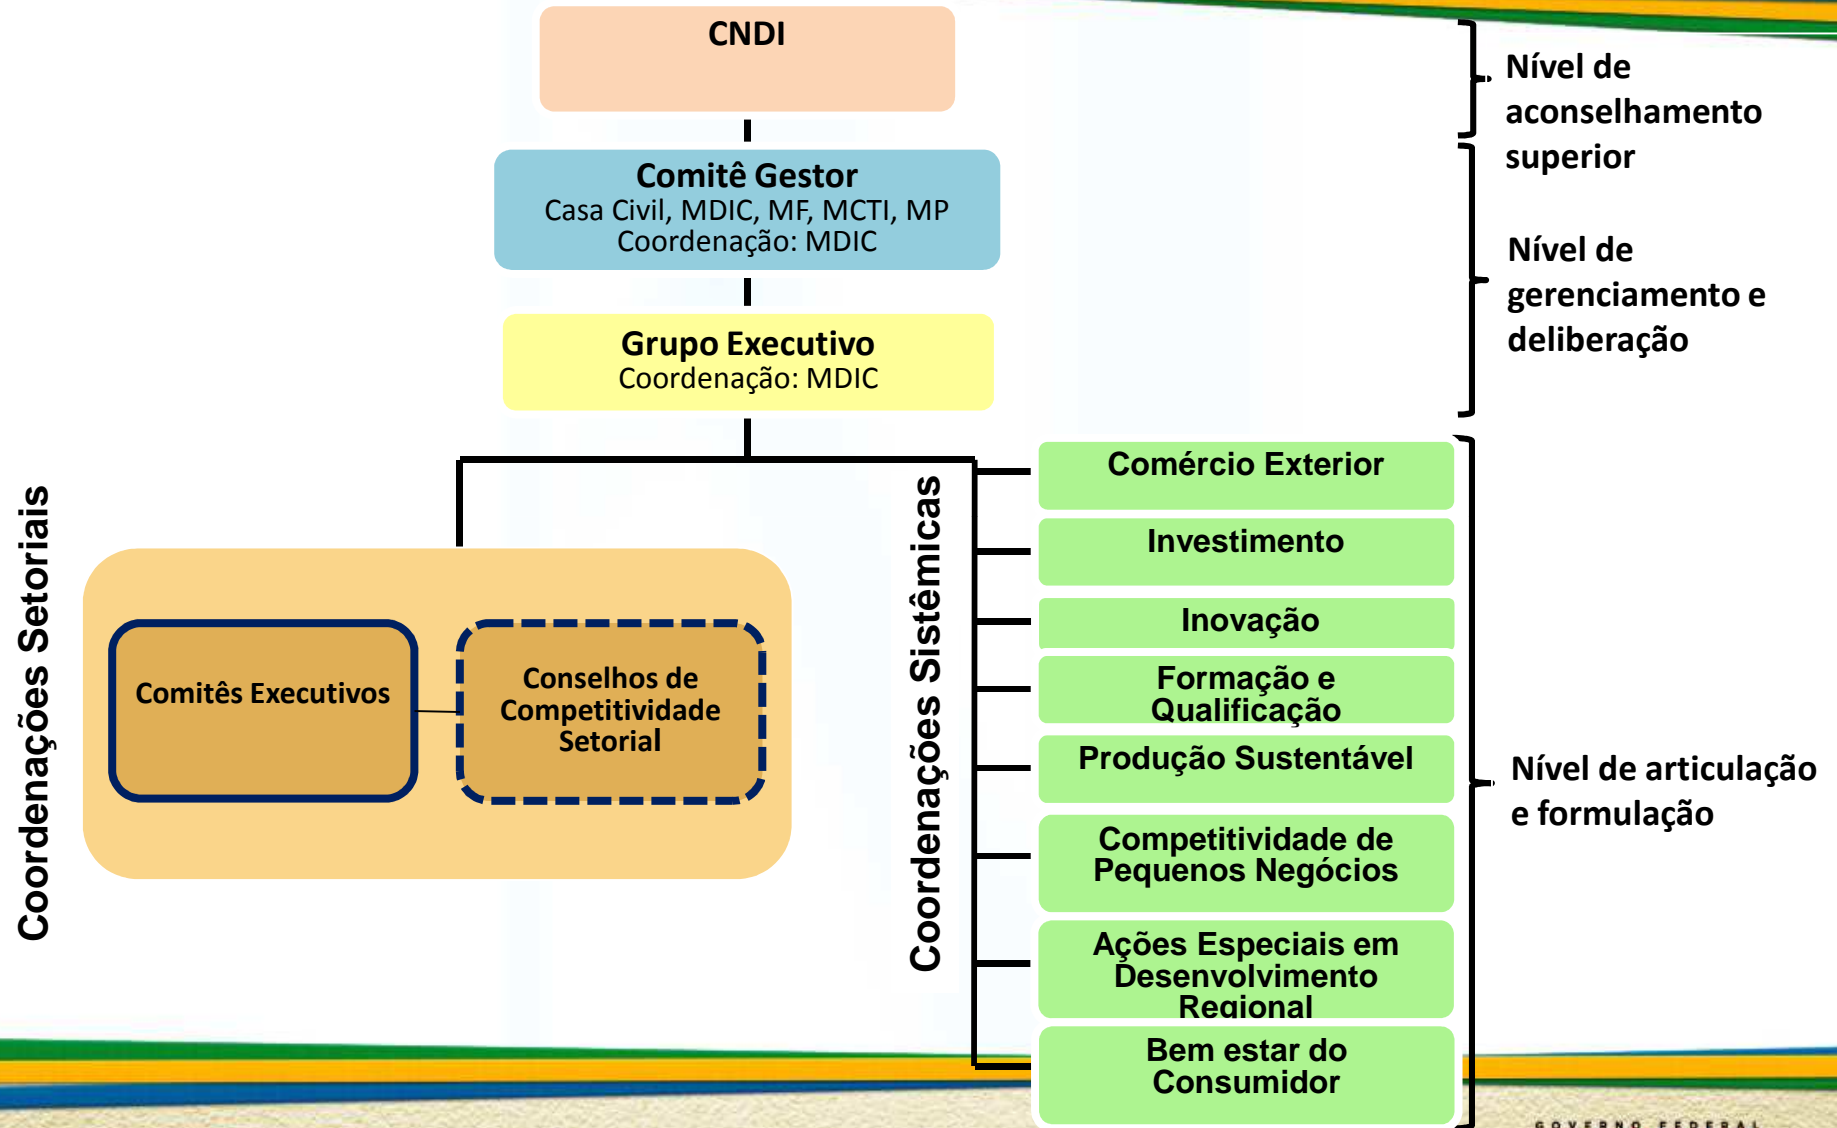 CNDI
Nível de
aconselhamento
superior
Comitê Gestor
Casa Civil, MDIC, MF, MCTI, MP
Coordenação: MDIC
Nível de
gerenciamento e
deliberação
Grupo Executivo
Coordenação: MDIC
Coordenações Setoriais
Comitês Executivos
Conselhos de
Competitividade
Setorial
Coordenações Sistêmicas
Comércio Exterior
Investimento
Inovação
Formação e
Qualificação
Produção Sustentável
Competitividade de
Pequenos Negócios
Ações Especiais em
Desenvolvimento
Regional
Bem estar do
Consumidor
Nível de articulação
e formulação
GOVERNO FEDERAL